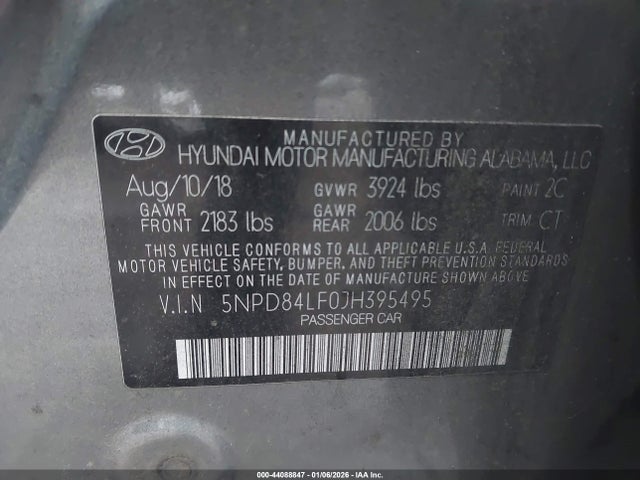 MANUFACTURED BY
HYUNDAI MOTOR MANUFACTURING ALABAMA, LLC
Aug/10/18 GVWR 3924 lbs PAINT 2C
GAWR FRONT 2183 lbs GAWR REAR 2006 lbs TRIM CT
THIS VEHICLE CONFORMS TO ALL APPLICABLE U.S.A. FEDERAL
MOTOR VEHICLE SAFETY, BUMPER, AND THEFT PREVENTION STANDARDS
IN EFFECT ON THE DATE OF MANUFACTURE SHOWN ABOVE
V.I.N 5NPD84LF0JH395495
PASSENGER CAR
000-44088847 - 01/06/2026 - IAA Inc.